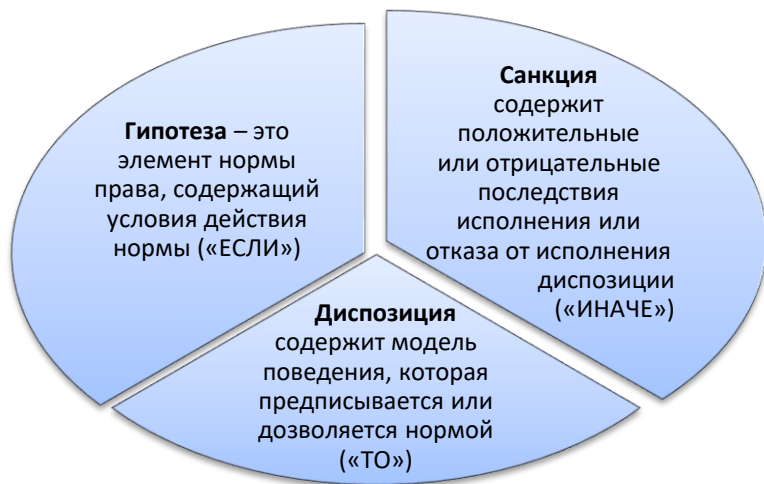 Гипотеза – это
элемент нормы
права, содержащий
условия действия
нормы («ЕСЛИ»)
Санкция
содержит
положительные
или отрицательные
последствия
исполнения или
отказа от исполнения
диспозиции
(«ИНАЧЕ»)
Диспозиция
содержит модель
поведения, которая
предписывается или
дозволяется нормой
(«ТО»)